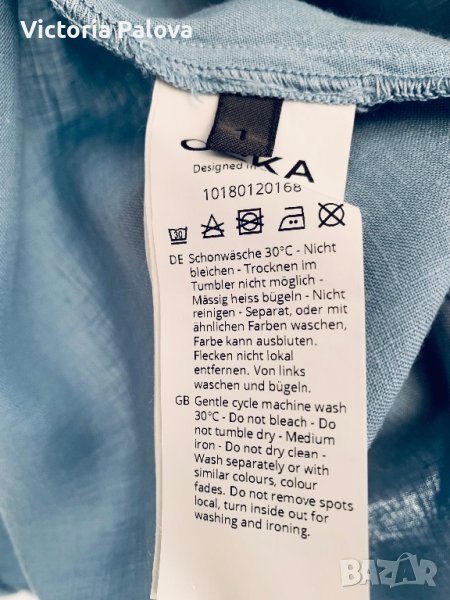 Victoria Palova
1
O KA
Designed in
10180120168
30
DE Schonwäsche 30°C - Nicht
bleichen - Trocknen im
Tumbler nicht möglich -
Mässig heiss bügeln - Nicht
reinigen - Separat, oder mit
ähnlichen Farben waschen,
Farbe kann ausbluten.
Flecken nicht lokal
entfernen. Von links
waschen und bügeln.
GB Gentle cycle machine wash
30°C - Do not bleach - Do
not tumble dry - Medium
iron - Do not dry clean -
Wash separately or with
similar colours, colour
fades. Do not remove spots
local, turn inside out for
washing and ironing.
BAZAR